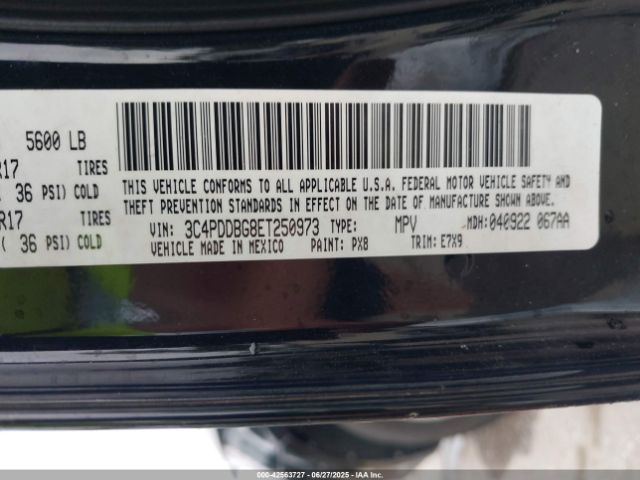 5600 LB
R17 TIRES
36 PSI) COLD
R17 TIRES
( 36 PSI) COLD
THIS VEHICLE CONFORMS TO ALL APPLICABLE U.S.A. FEDERAL MOTOR VEHICLE SAFETY AND
THEFT PREVENTION STANDARDS IN EFFECT ON THE DATE OF MANUFACTURE SHOWN ABOVE.
VIN: 3C4PDDBG8ET250973 TYPE: MPV MDH: 040922 067AA
VEHICLE MADE IN MEXICO PAINT: PX8 TRIM: E7X9
000-42563727 - 06/27/2025 - IAA Inc.